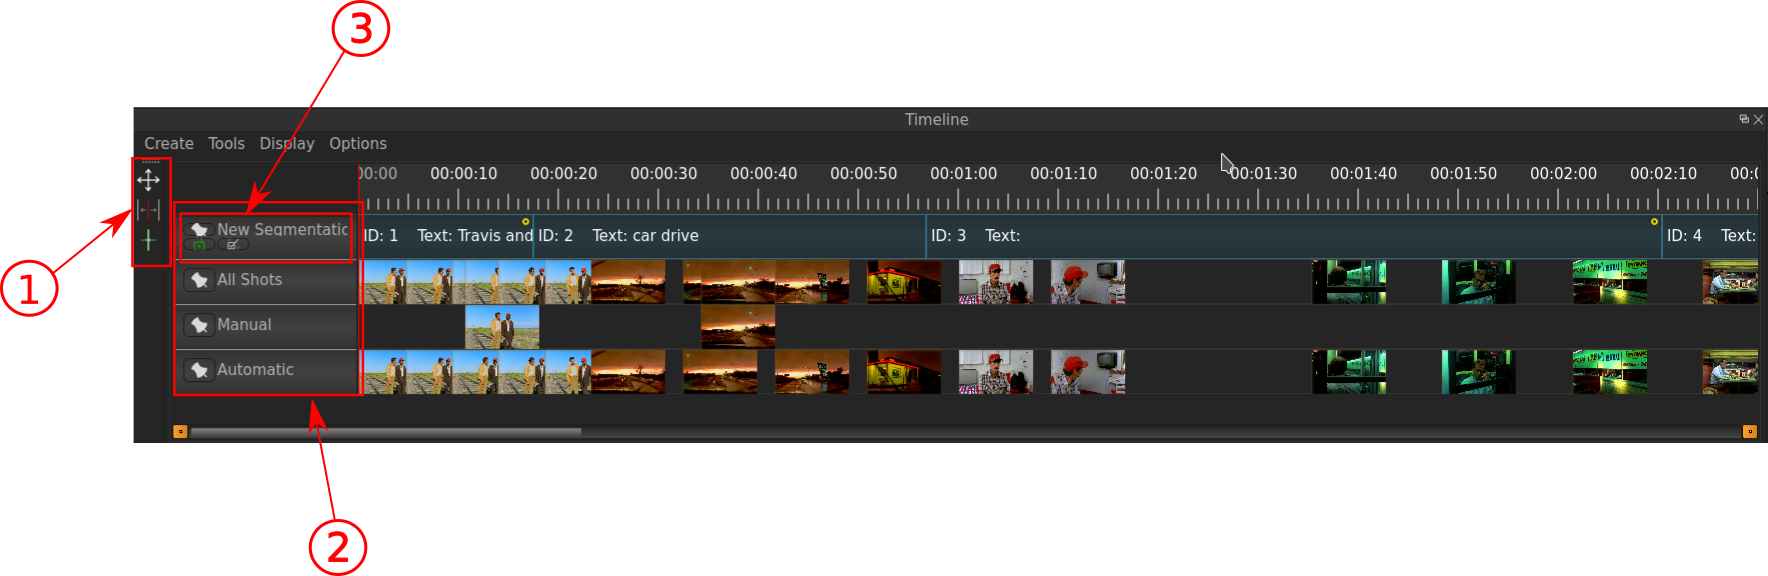 3
Timeline
Create Tools Display Options
00:00 00:00:10 00:00:20 00:00:30 00:00:40 00:00:50 00:01:00 00:01:10 00:01:20 00:01:30 00:01:40 00:01:50 00:02:00 00:02:10 00:0
New Segmentatic ID: 1 Text: Travis and ID: 2 Text: car drive ID: 3 Text: ID: 4 Text:
All Shots
1
Manual
Automatic
2